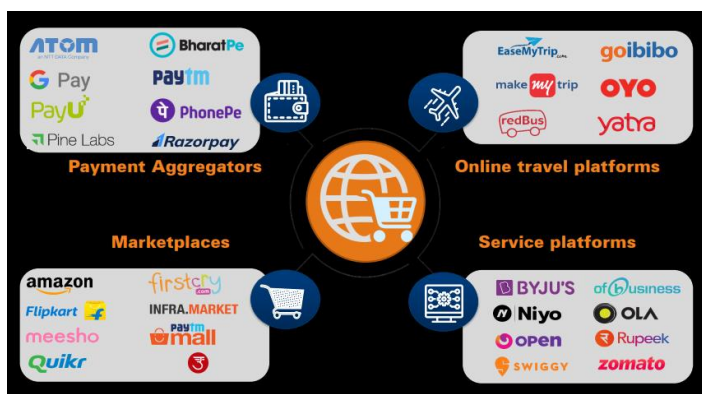 ATOM
an NTT DATA Company
BharatPe
G Pay
paytm
PayU
पे PhonePe
Pine Labs
Razorpay
Payment Aggregators
EaseMyTrip.com
goibibo
make my trip
OYO
redBus
yatra
Online travel platforms
Marketplaces
amazon
firstcry
.com
Flipkart
INFRA.MARKET
meesho
paytm
mall
Quikr
Service platforms
BYJU'S
ofbusiness
Niyo
OLA
open
Rupeek
SWIGGY
zomato